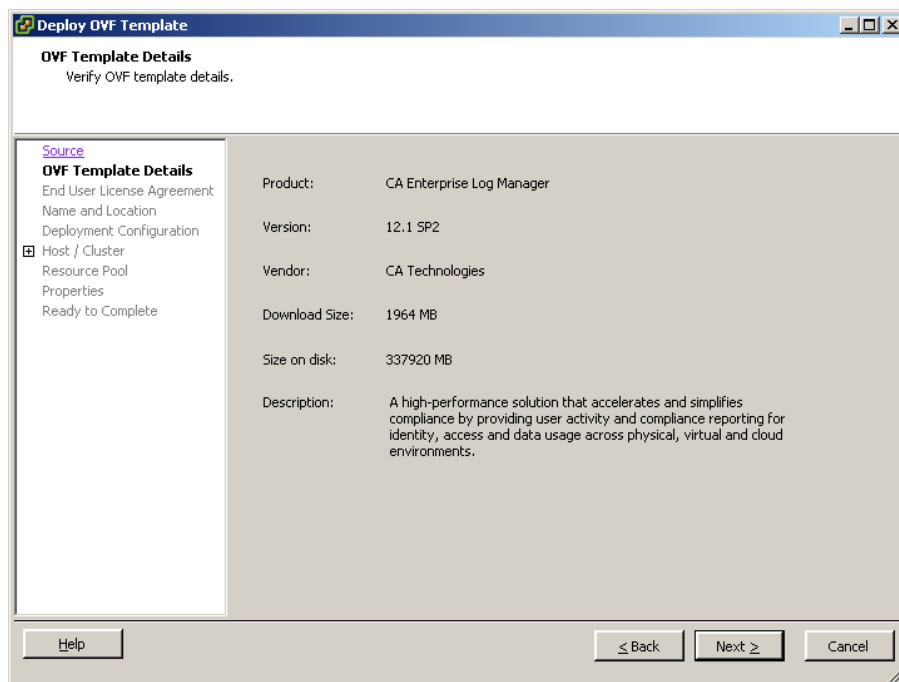 Deploy OVF Template
OVF Template Details
Verify OVF template details.
Source
OVF Template Details
End User License Agreement
Name and Location
Deployment Configuration
Host / Cluster
Resource Pool
Properties
Ready to Complete
Product: CA Enterprise Log Manager
Version: 12.1 SP2
Vendor: CA Technologies
Download Size: 1964 MB
Size on disk: 337920 MB
Description: A high-performance solution that accelerates and simplifies
compliance by providing user activity and compliance reporting for
identity, access and data usage across physical, virtual and cloud
environments.
Help
< Back
Next >
Cancel